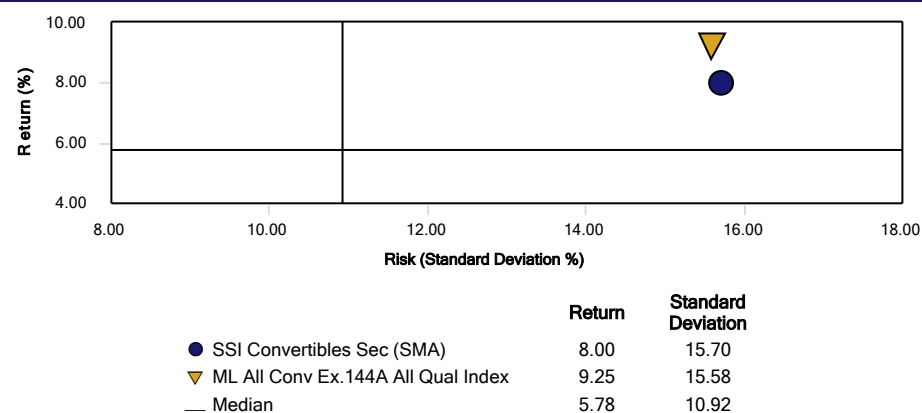 10.00
8.00
6.00
4.00
Return (%)
8.00 10.00 12.00 14.00 16.00 18.00
Risk (Standard Deviation %)
Return Standard Deviation
SSI Convertibles Sec (SMA) 8.00 15.70
ML All Conv Ex.144A All Qual Index 9.25 15.58
Median 5.78 10.92